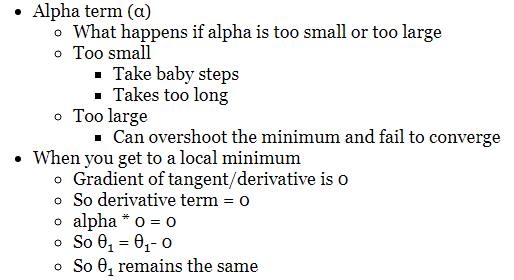 • Alpha term (α)
○ What happens if alpha is too small or too large
○ Too small
▪ Take baby steps
▪ Takes too long
○ Too large
▪ Can overshoot the minimum and fail to converge
• When you get to a local minimum
○ Gradient of tangent/derivative is 0
○ So derivative term = 0
○ alpha * 0 = 0
○ So θ₁ = θ₁- 0
○ So θ₁ remains the same